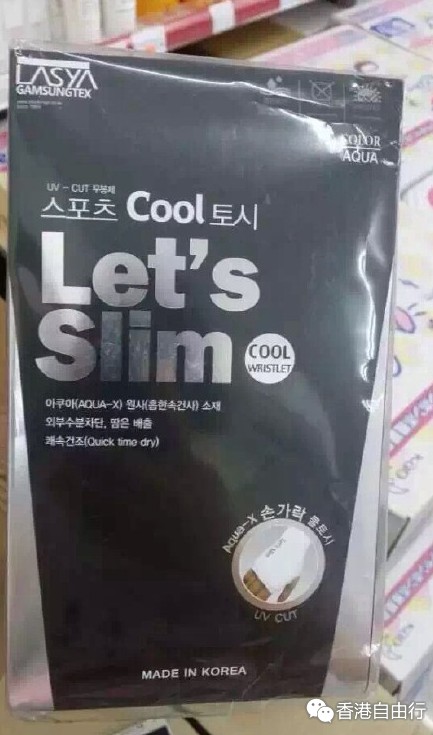 LASYA
GAMSUNGTEX
COLOR
AQUA
UV - CUT 무봉제
스포츠 Cool 토시
Let's
Slim
COOL
WRISTLET
아쿠아(AQUA-X) 원사(흡한속건사) 소재
외부수분차단, 땀은 배출
쾌속건조(Quick time dry)
Aqua-X 손가락 쿨토시
UV CUT
MADE IN KOREA
香港自由行